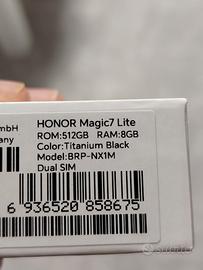 mbH
any
HONOR Magic7 Lite
ROM:512GB RAM:8GB
Color:Titanium Black
Model:BRP-NX1M
Dual SIM
6 936520 858675
subito